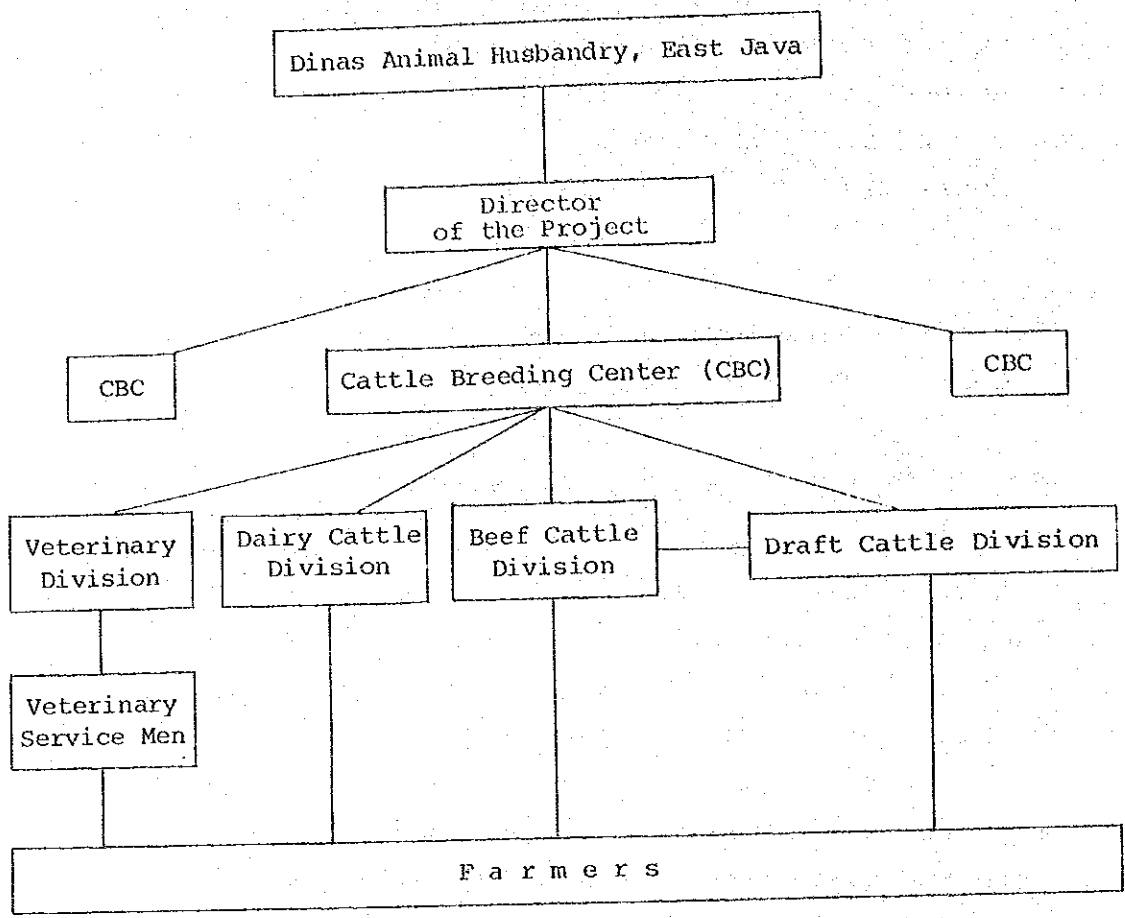 Dinas Animal Husbandry, East Java
Director
of the Project
CBC
Cattle Breeding Center (CBC)
CBC
Veterinary
Division
Dairy Cattle
Division
Beef Cattle
Division
Draft Cattle Division
Veterinary
Service Men
Farmers